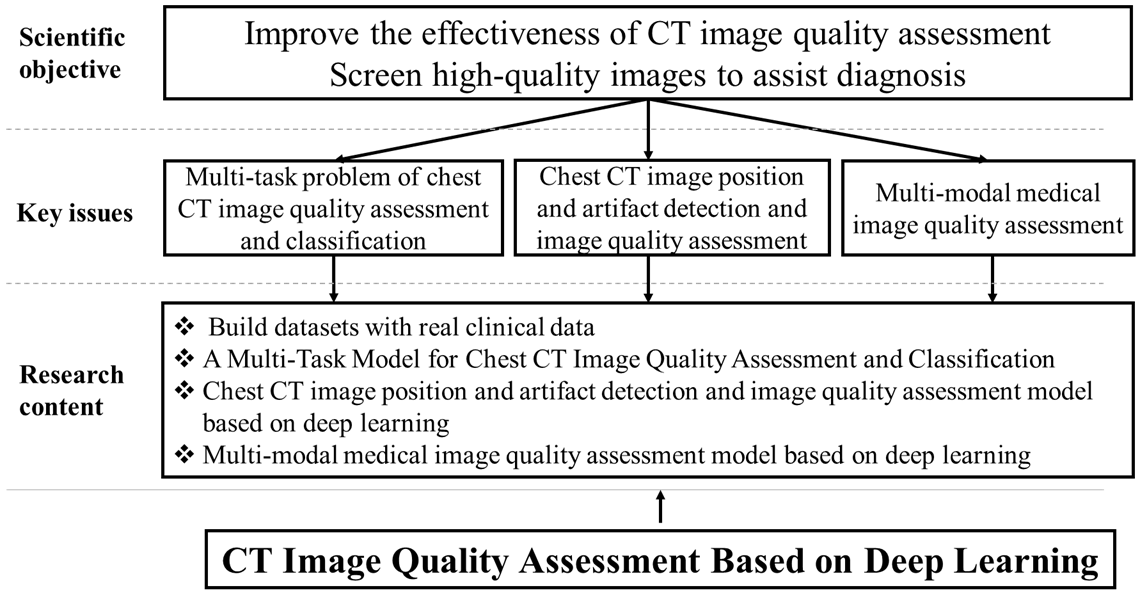 Scientific
objective
Improve the effectiveness of CT image quality assessment
Screen high-quality images to assist diagnosis
Key issues
Multi-task problem of chest
CT image quality assessment
and classification
Chest CT image position
and artifact detection and
image quality assessment
Multi-modal medical
image quality assessment
Research
content
❖ Build datasets with real clinical data
❖ A Multi-Task Model for Chest CT Image Quality Assessment and Classification
❖ Chest CT image position and artifact detection and image quality assessment model
based on deep learning
❖ Multi-modal medical image quality assessment model based on deep learning
CT Image Quality Assessment Based on Deep Learning